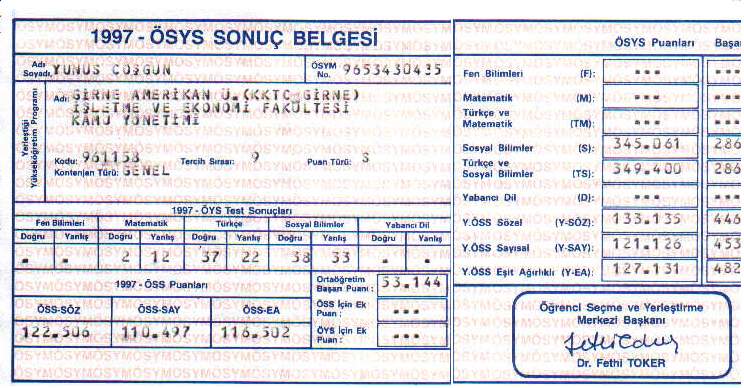 1997 - ÖSYS SONUÇ BELGESİ
Adı Soyadı, YUNUS COŞGUN
ÖSYM No. 9653430435
Yerleştiği Yükseköğretim Programı
Adı: GİRNE AMERİKAN Ü.(KKTC GİRNE)
İŞLETME VE EKONOMİ FAKÜLTESİ
KAMU YÖNETİMİ
Kodu: 961158 Tercih Sırası: 9 Puan Türü: S
Kontenjan Türü: GENEL
1997 - ÖYS Test Sonuçları
Fen Bilimleri Matematik Türkçe Sosyal Bilimler Yabancı Dil
Doğru Yanlış Doğru Yanlış Doğru Yanlış Doğru Yanlış Doğru Yanlış
. . 2 12 37 22 38 33 . .
1997 - ÖSS Puanları
ÖSS-SÖZ ÖSS-SAY ÖSS-EA
122.506 110.497 116.502
Ortaöğretim Başarı Puanı : 53.144
ÖSS İçin Ek Puan : ...
ÖYS İçin Ek Puan : ...
ÖSYS Puanları Başa
Fen Bilimleri (F): ... ..
Matematik (M): ... ..
Türkçe ve Matematik (TM): ... ..
Sosyal Bilimler (S): 345.061 286
Türkçe ve Sosyal Bilimler (TS): 349.400 286
Yabancı Dil (D): ... ..
Y.ÖSS Sözel (Y-SÖZ): 133.135 446
Y.ÖSS Sayısal (Y-SAY): 121.126 453
Y.ÖSS Eşit Ağırlıklı (Y-EA): 127.131 482
Öğrenci Seçme ve Yerleştirme
Merkezi Başkanı
Dr. Fethi TOKER